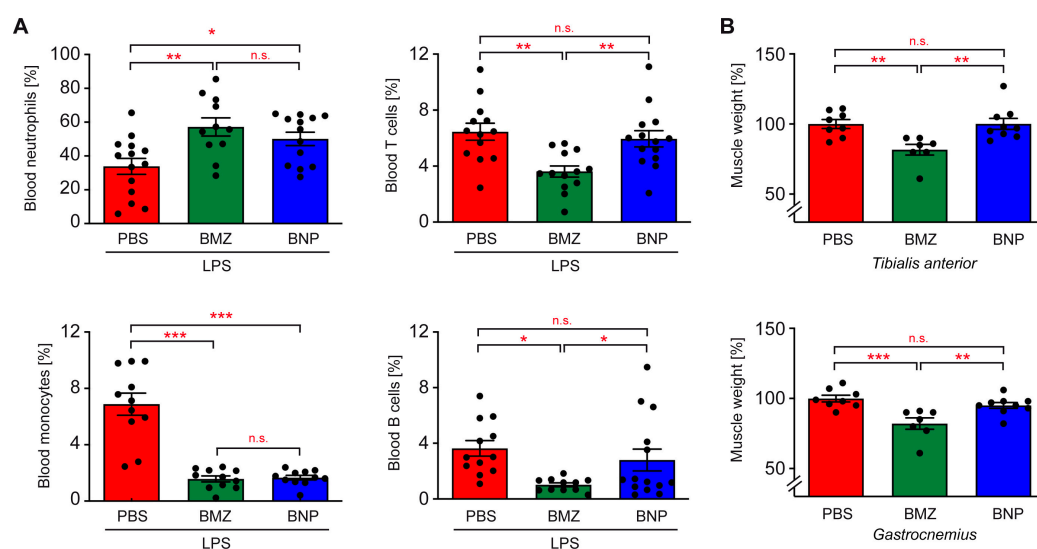 A
Blood neutrophils [%]
100
80
60
40
20
0
*
**
n.s.
PBS
BMZ
BNP
LPS
Blood T cells [%]
12
8
4
0
n.s.
**
**
PBS
BMZ
BNP
LPS
B
Muscle weight [%]
150
100
50
n.s.
**
**
PBS
BMZ
BNP
Tibialis anterior
Blood monocytes [%]
12
8
4
0
***
***
n.s.
PBS
BMZ
BNP
LPS
Blood B cells [%]
12
8
4
0
n.s.
*
*
PBS
BMZ
BNP
LPS
Muscle weight [%]
150
100
50
n.s.
***
**
PBS
BMZ
BNP
Gastrocnemius